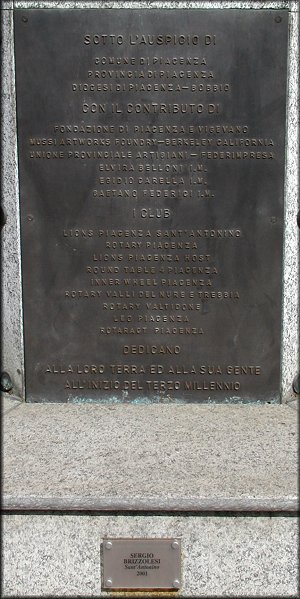 SOTTO L'AUSPICIO DI
COMUNE DI PIACENZA
PROVINCIA DI PIACENZA
DIOCESI DI PIACENZA—BOBBIO
CON IL CONTRIBUTO DI
FONDAZIONE DI PIACENZA E VIGEVANO
MUSSI ARTWORKS FOUNDRY—BERKELEY CALIFORNIA
UNIONE PROVINCIALE ARTIGIANI — FEDERIMPRESA
ELVIRA BELLONI I.M.
EGIDIO CARELLA I.M.
GAETANO FEDERICI I.M.
I CLUB
LIONS PIACENZA SANT'ANTONINO
ROTARY PIACENZA
LIONS PIACENZA HOST
ROUND TABLE 4 PIACENZA
INNER WHEEL PIACENZA
ROTARY VALLI DEL NURE E TREBBIA
ROTARY VALTIDONE
LEO PIACENZA
ROTARACT PIACENZA
DEDICANO
ALLA LORO TERRA ED ALLA SUA GENTE
ALL'INIZIO DEL TERZO MILLENNIO
SERGIO
BRIZZOLESI
Sant'Antonino
2003